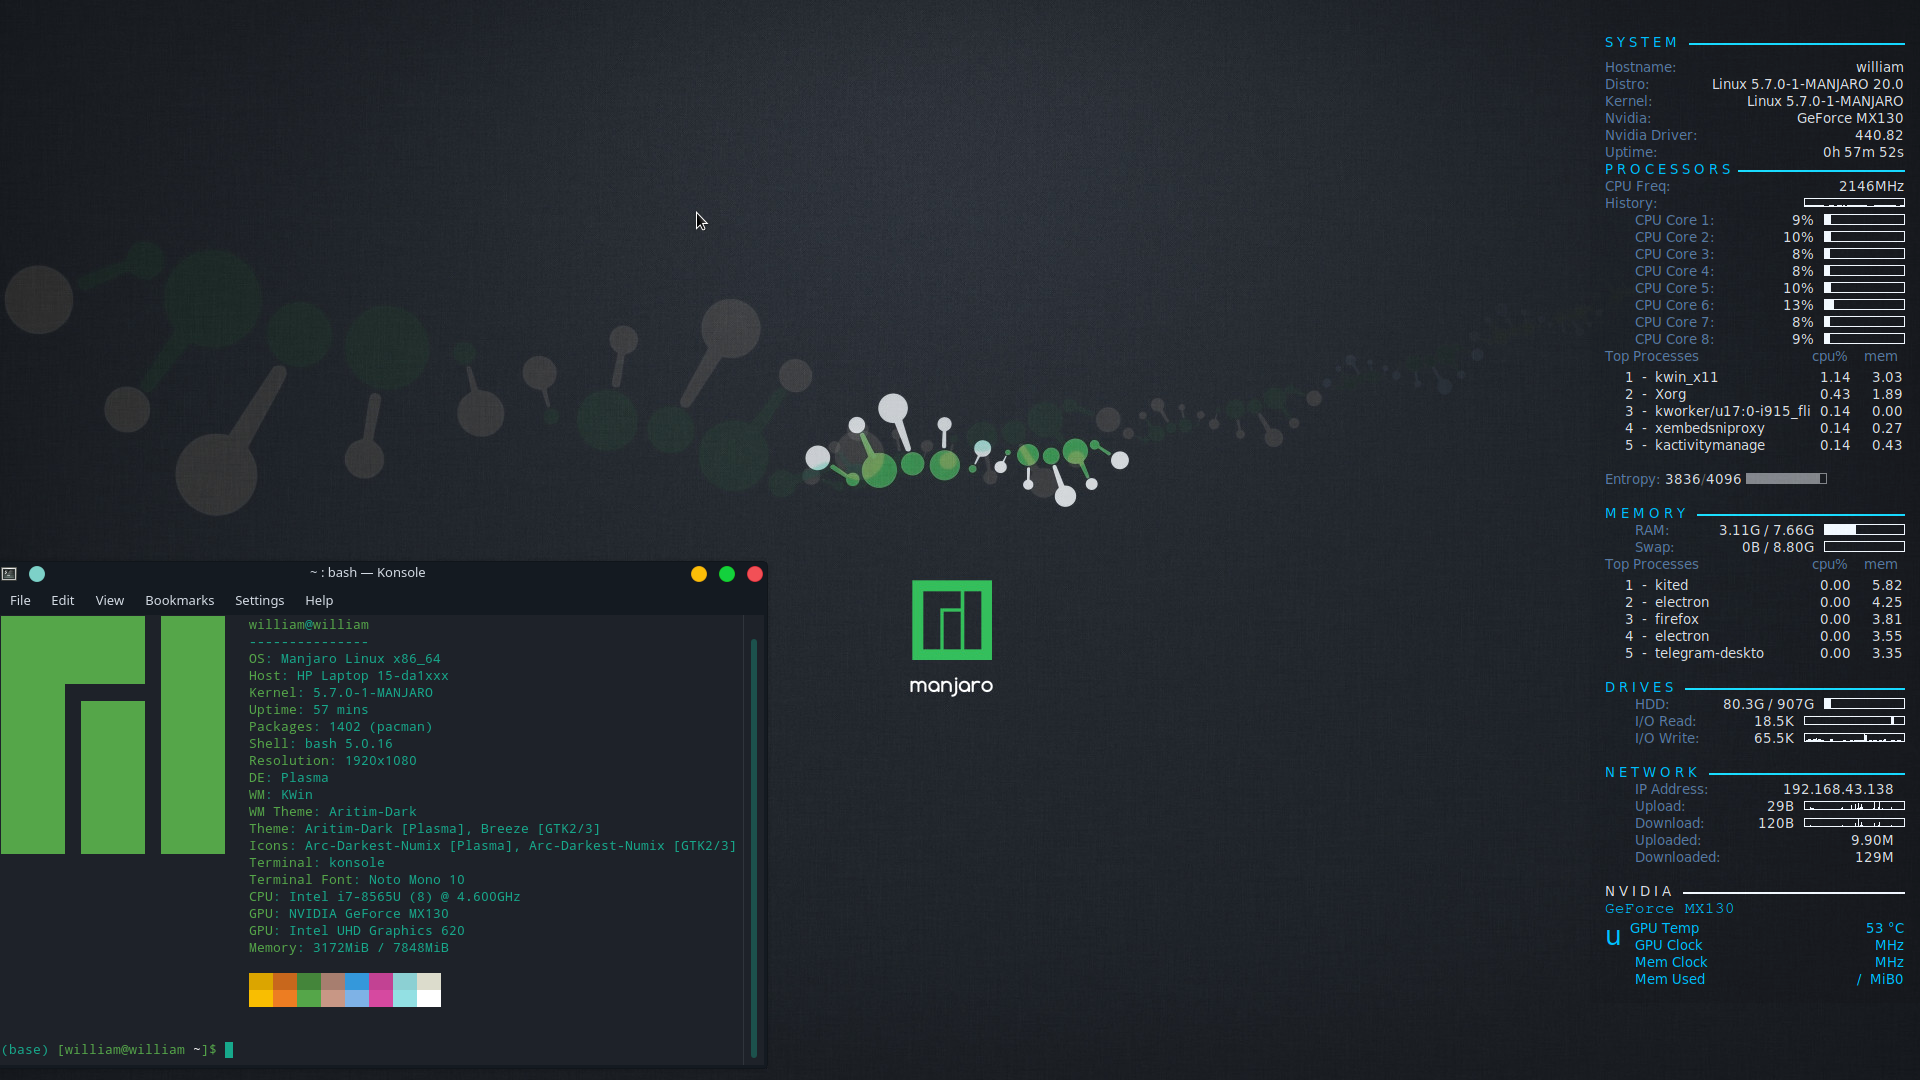 ~ : bash — Konsole
File Edit View Bookmarks Settings Help
william@william
---------------
OS: Manjaro Linux x86_64
Host: HP Laptop 15-da1xxx
Kernel: 5.7.0-1-MANJARO
Uptime: 57 mins
Packages: 1402 (pacman)
Shell: bash 5.0.16
Resolution: 1920x1080
DE: Plasma
WM: KWin
WM Theme: Aritim-Dark
Theme: Aritim-Dark [Plasma], Breeze [GTK2/3]
Icons: Arc-Darkest-Numix [Plasma], Arc-Darkest-Numix [GTK2/3]
Terminal: konsole
Terminal Font: Noto Mono 10
CPU: Intel i7-8565U (8) @ 4.600GHz
GPU: NVIDIA GeForce MX130
GPU: Intel UHD Graphics 620
Memory: 3172MiB / 7848MiB
(base) [william@william ~]$
manjaro
SYSTEM
Hostname: william
Distro: Linux 5.7.0-1-MANJARO 20.0
Kernel: Linux 5.7.0-1-MANJARO
Nvidia: GeForce MX130
Nvidia Driver: 440.82
Uptime: 0h 57m 52s
PROCESSORS
CPU Freq: 2146MHz
History:
CPU Core 1: 9%
CPU Core 2: 10%
CPU Core 3: 8%
CPU Core 4: 8%
CPU Core 5: 10%
CPU Core 6: 13%
CPU Core 7: 8%
CPU Core 8: 9%
Top Processes cpu% mem
1 - kwin_x11 1.14 3.03
2 - Xorg 0.43 1.89
3 - kworker/u17:0-i915_fli 0.14 0.00
4 - xembedsniproxy 0.14 0.27
5 - kactivitymanage 0.14 0.43
Entropy: 3836/4096
MEMORY
RAM: 3.11G / 7.66G
Swap: 0B / 8.80G
Top Processes cpu% mem
1 - kited 0.00 5.82
2 - electron 0.00 4.25
3 - firefox 0.00 3.81
4 - electron 0.00 3.55
5 - telegram-deskto 0.00 3.35
DRIVES
HDD: 80.3G / 907G
I/O Read: 18.5K
I/O Write: 65.5K
NETWORK
IP Address: 192.168.43.138
Upload: 29B
Download: 120B
Uploaded: 9.90M
Downloaded: 129M
NVIDIA
GeForce MX130
u GPU Temp 53 °C
GPU Clock MHz
Mem Clock MHz
Mem Used / MiB0